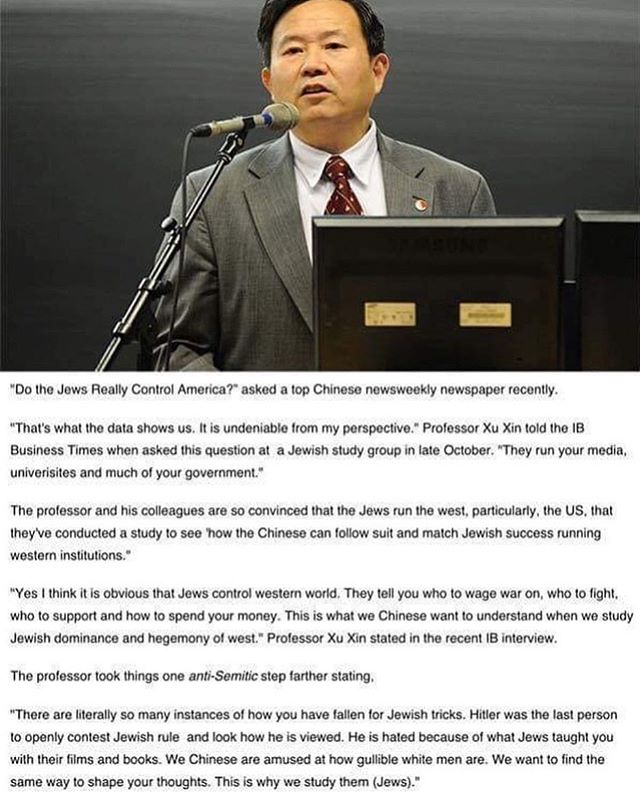 SAMSUNG
"Do the Jews Really Control America?" asked a top Chinese newsweekly newspaper recently.
"That's what the data shows us. It is undeniable from my perspective." Professor Xu Xin told the IB
Business Times when asked this question at a Jewish study group in late October. "They run your media,
univerisites and much of your government."
The professor and his colleagues are so convinced that the Jews run the west, particularly, the US, that
they've conducted a study to see 'how the Chinese can follow suit and match Jewish success running
western institutions."
"Yes I think it is obvious that Jews control western world. They tell you who to wage war on, who to fight,
who to support and how to spend your money. This is what we Chinese want to understand when we study
Jewish dominance and hegemony of west." Professor Xu Xin stated in the recent IB interview.
The professor took things one anti-Semitic step farther stating,
"There are literally so many instances of how you have fallen for Jewish tricks. Hitler was the last person
to openly contest Jewish rule and look how he is viewed. He is hated because of what Jews taught you
with their films and books. We Chinese are amused at how gullible white men are. We want to find the
same way to shape your thoughts. This is why we study them (Jews)."